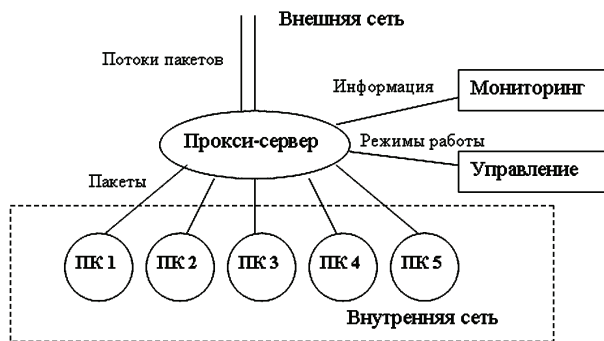 Внешняя сеть
Потоки пакетов
Информация
Мониторинг
Прокси-сервер
Режимы работы
Управление
Пакеты
ПК 1
ПК 2
ПК 3
ПК 4
ПК 5
Внутренняя сеть